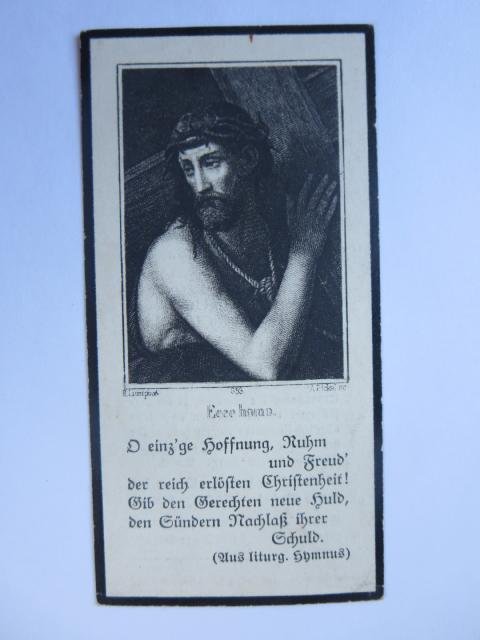 553
Ecce homo.
O einz'ge Hoffnung, Ruhm
und Freud'
der reich erlösten Christenheit!
Gib den Gerechten neue Huld,
den Sündern Nachlaß ihrer
Schuld.
(Aus liturg. Hymnus)